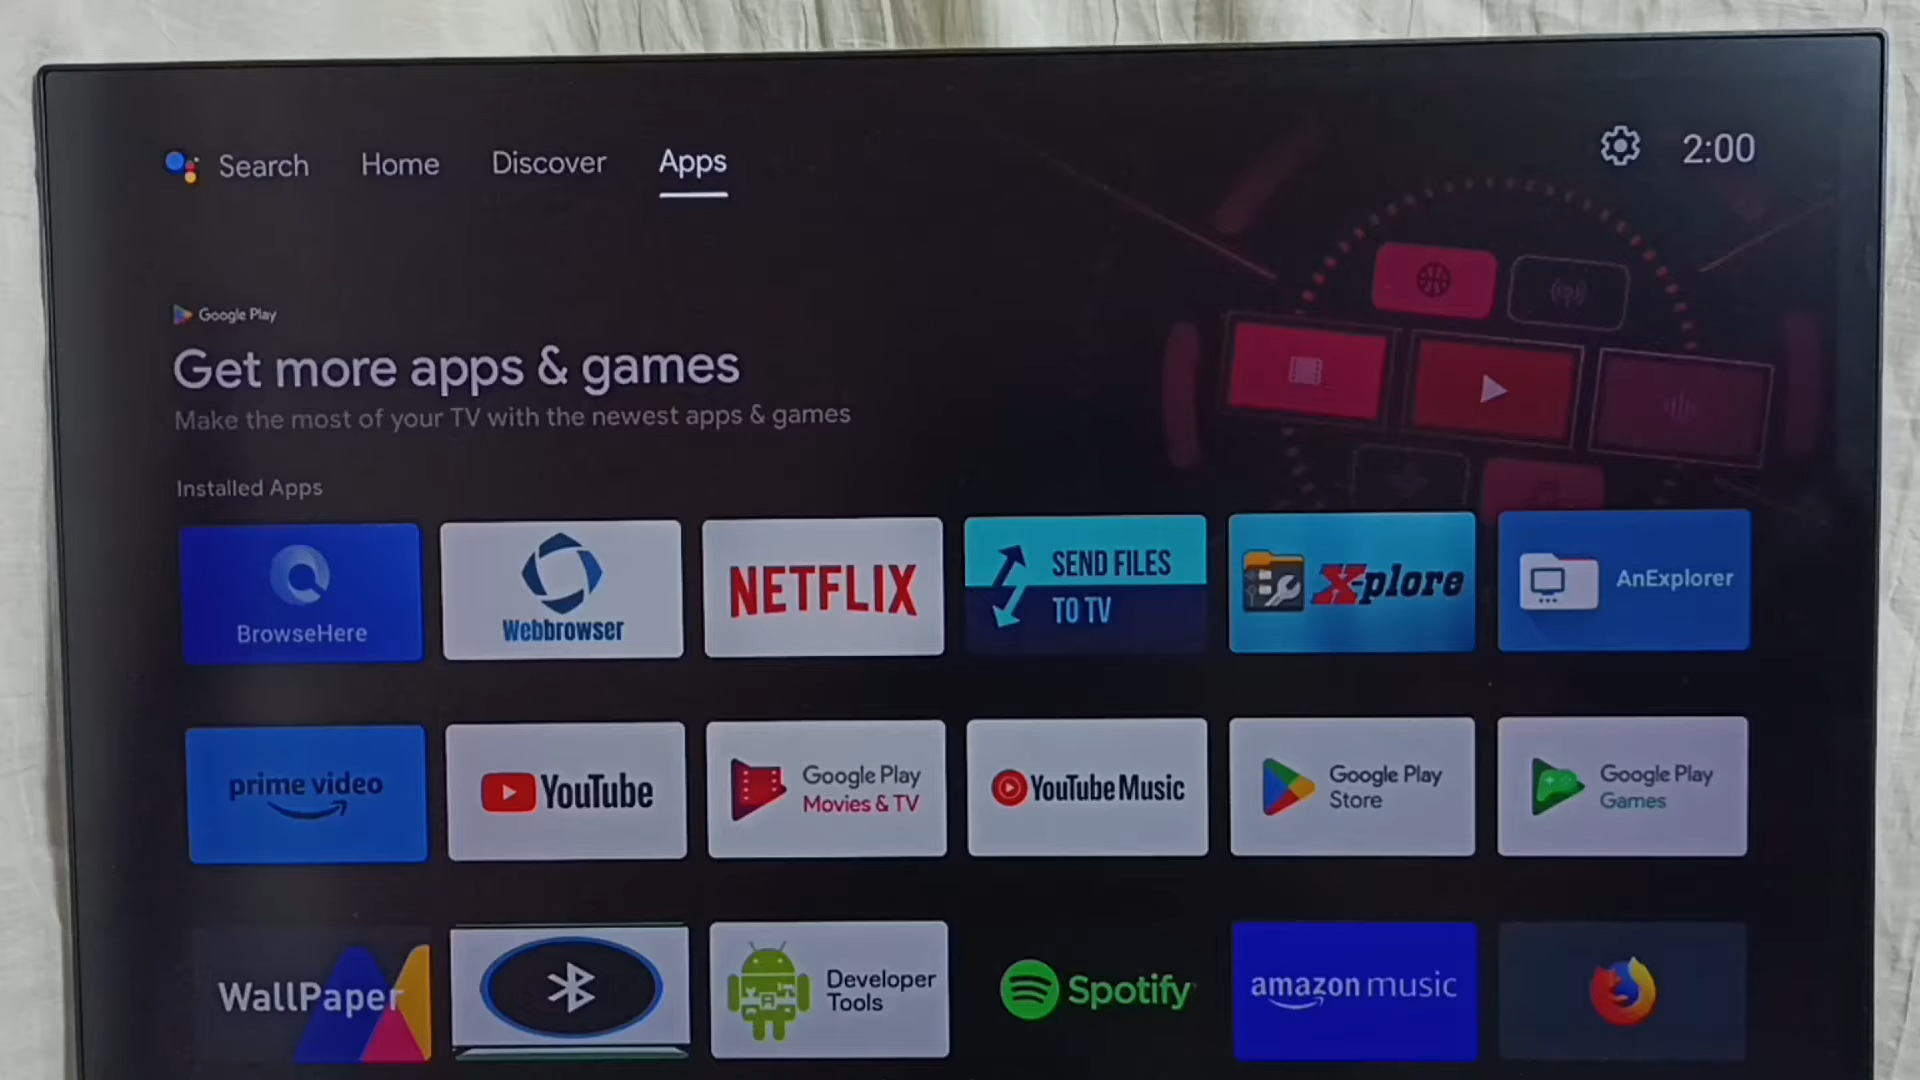 Search Home Discover Apps 2:00
Google Play
Get more apps & games
Make the most of your TV with the newest apps & games
Installed Apps
BrowseHere
Webbrowser
NETFLIX
SEND FILES
TO TV
X-plore
AnExplorer
prime video
YouTube
Google Play
Movies & TV
YouTube Music
Google Play
Store
Google Play
Games
WallPaper
Developer
Tools
Spotify
amazon music